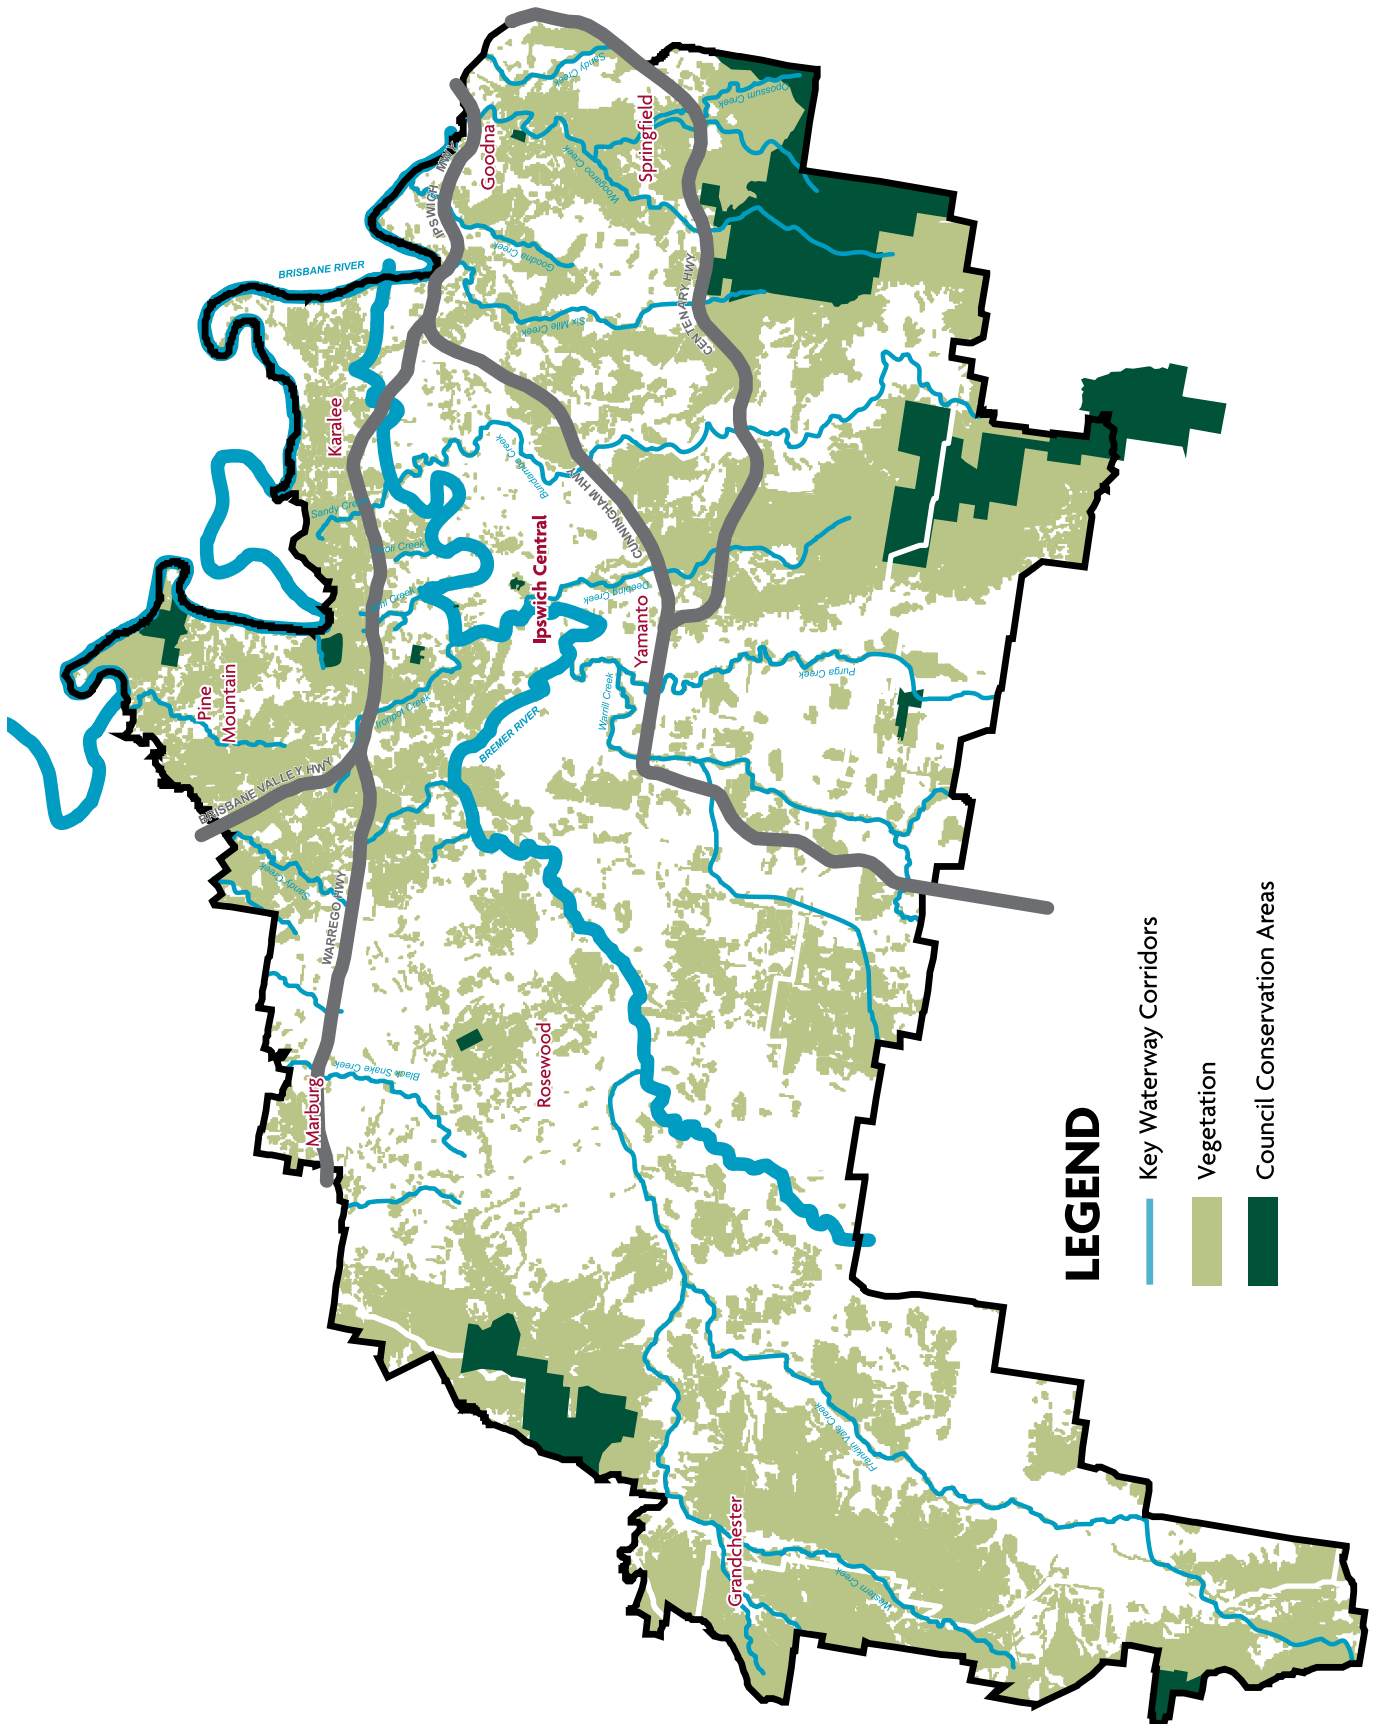 BRISBANE RIVER
Sandy Creek
Opossum Creek
Springfield
Goodna
IPSWICH MWY
Woogaroo Creek
Goodna Creek
Six Mile Creek
CENTENARY HWY
Karalee
Bundamba Creek
CUNNINGHAM HWY
Sandy Creek
Ipswich Central
Deebing Creek
Yamanto
Pine
Mountain
Ironpot Creek
BREMER RIVER
Warrill Creek
Purga Creek
BRISBANE VALLEY HWY
Sandy Creek
WARREGO HWY
Rosewood
Black Snake Creek
Marburg
Franklin Vale Creek
Grandchester
Western Creek
LEGEND
Key Waterway Corridors
Vegetation
Council Conservation Areas